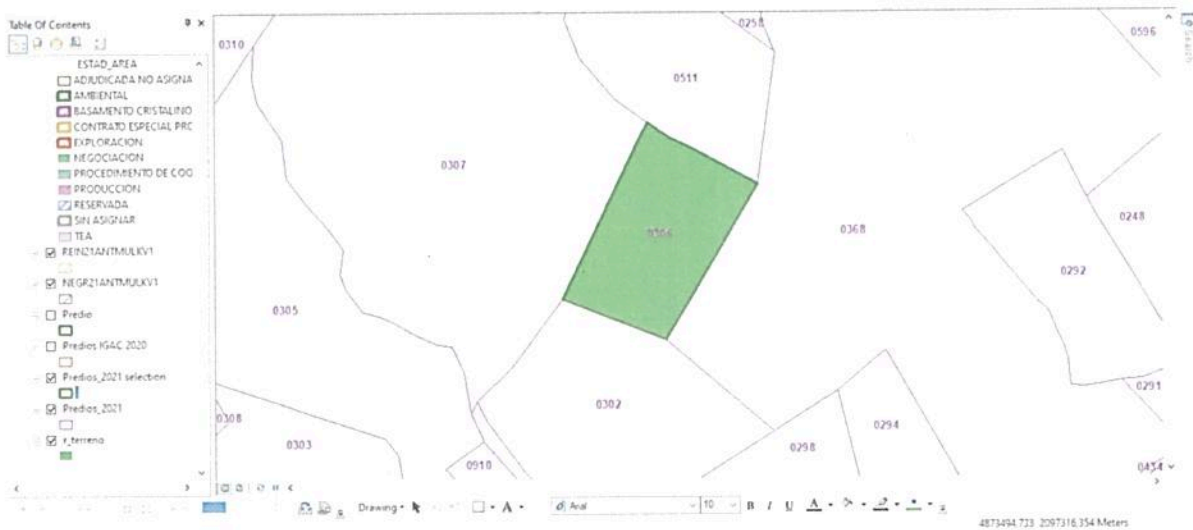 Table Of Contents
ESTAD_AREA
ADJUDICADA NO ASIGNA
AMBIENTAL
BASAMENTO CRISTALINO
CONTRATO ESPECIAL PRC
EXPLORACION
NEGOCIACION
PROCEDIMIENTO DE COG
PRODUCCION
RESERVADA
SIN ASIGNAR
TEA
REIN21ANTMULKV1
NEGR21ANTMULKV1
Predio
Predios IGAC 2020
Predios_2021 selection
Predios_2021
r_terreno
0310
0258
0596
0511
0307
0306
0368
0248
0292
0305
0291
0302
0308
0303
0298
0294
0910
0434
Search
Drawing
Arial
10
B I U A
4873494,733 2097316,354 Meters